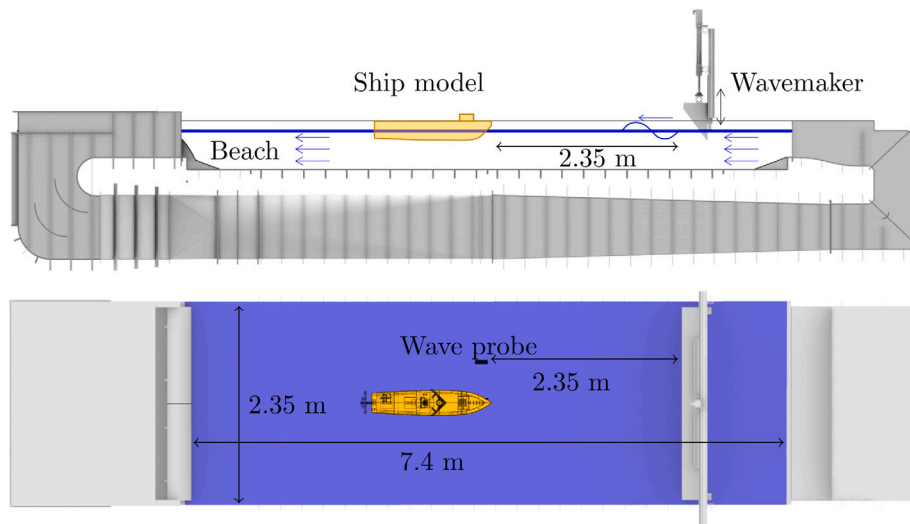 Ship model
Wavemaker
Beach
2.35 m
Wave probe
2.35 m
2.35 m
7.4 m